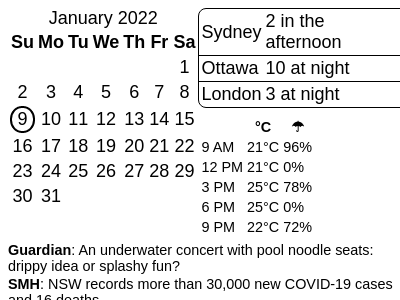 January 2022
Su Mo Tu We Th Fr Sa
1
2 3 4 5 6 7 8
9 10 11 12 13 14 15
16 17 18 19 20 21 22
23 24 25 26 27 28 29
30 31
Sydney 2 in the
afternoon
Ottawa 10 at night
London 3 at night
°C ☂
9 AM 21°C 96%
12 PM 21°C 0%
3 PM 25°C 78%
6 PM 25°C 0%
9 PM 22°C 72%
Guardian: An underwater concert with pool noodle seats:
drippy idea or splashy fun?
SMH: NSW records more than 30,000 new COVID-19 cases
and 16 deaths